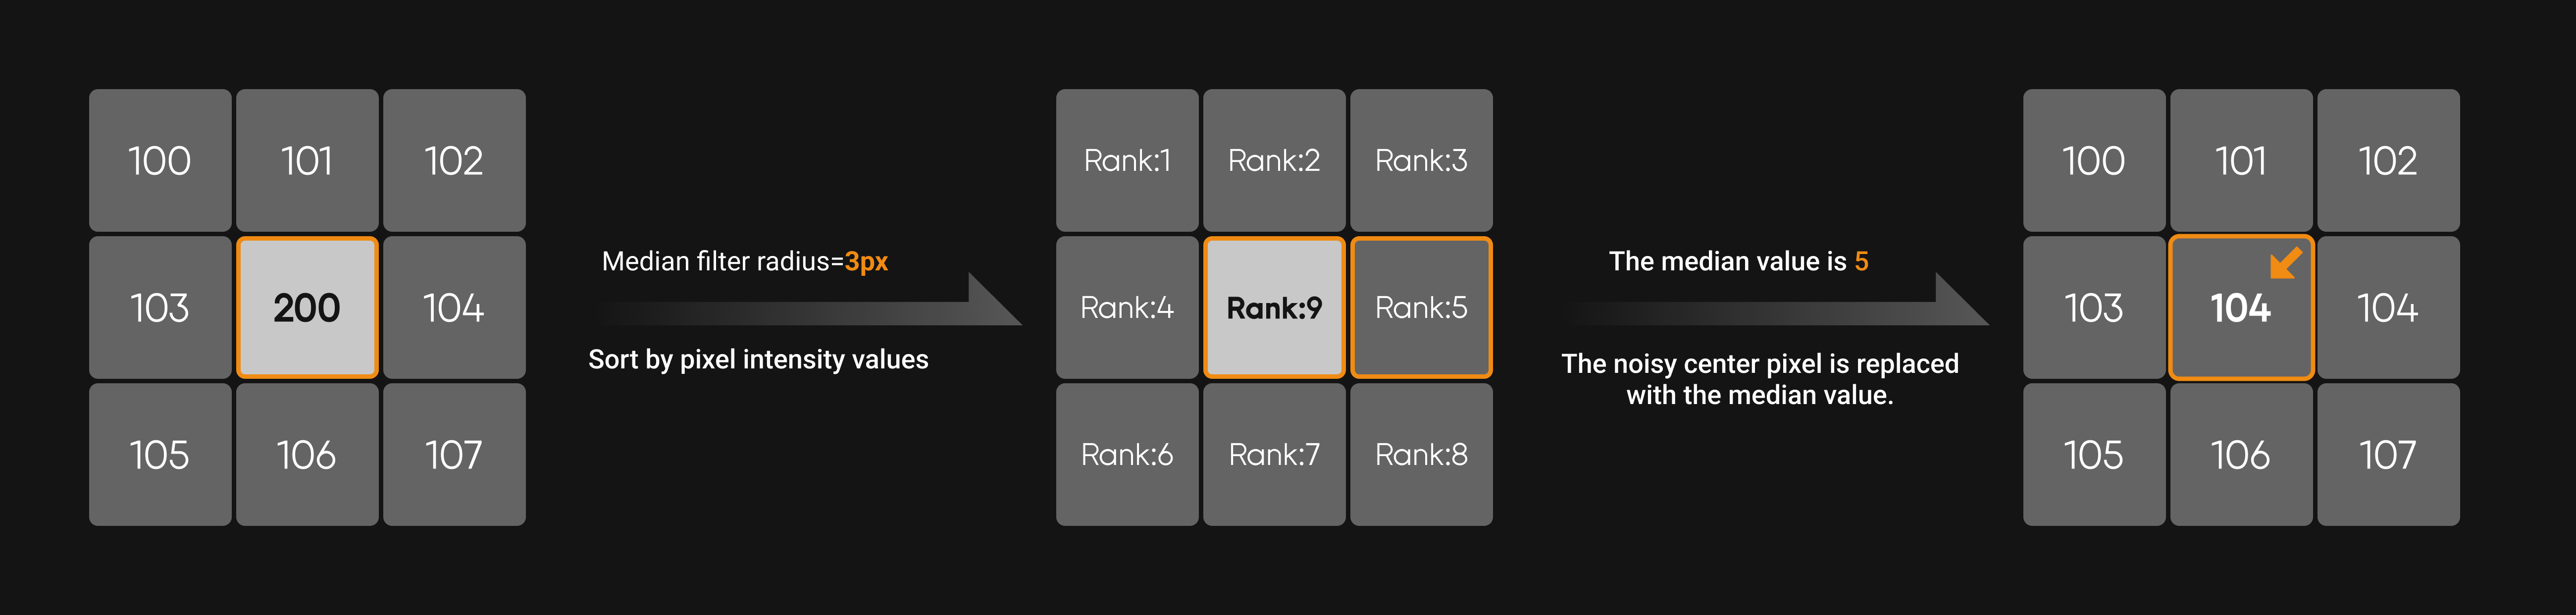 100 101 102
103 200 104
105 106 107
Median filter radius=3px
Sort by pixel intensity values
Rank:1 Rank:2 Rank:3
Rank:4 Rank:9 Rank:5
Rank:6 Rank:7 Rank:8
The median value is 5
The noisy center pixel is replaced
with the median value.
100 101 102
103 104 104
105 106 107